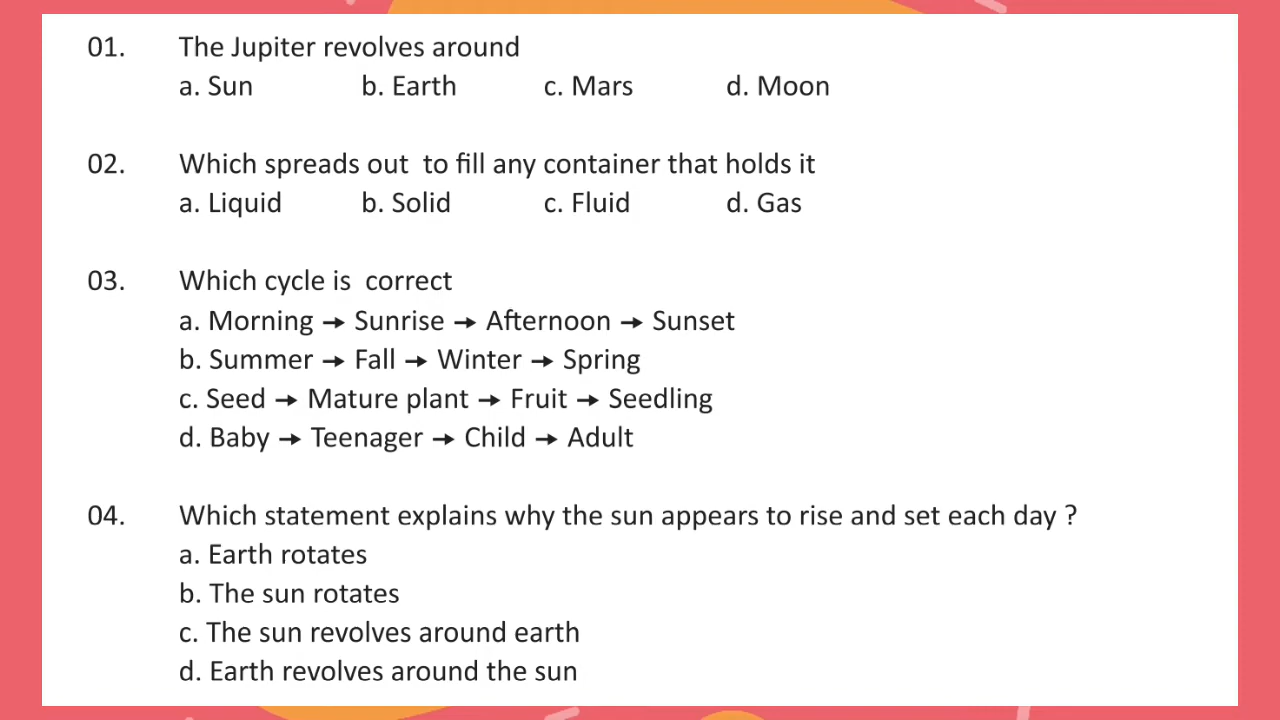 01. The Jupiter revolves around
a. Sun b. Earth c. Mars d. Moon
02. Which spreads out  to fill any container that holds it
a. Liquid b. Solid c. Fluid d. Gas
03. Which cycle is  correct
a. Morning → Sunrise → Afternoon → Sunset
b. Summer → Fall → Winter → Spring
c. Seed → Mature plant → Fruit → Seedling
d. Baby → Teenager → Child → Adult
04. Which statement explains why the sun appears to rise and set each day ?
a. Earth rotates
b. The sun rotates
c. The sun revolves around earth
d. Earth revolves around the sun